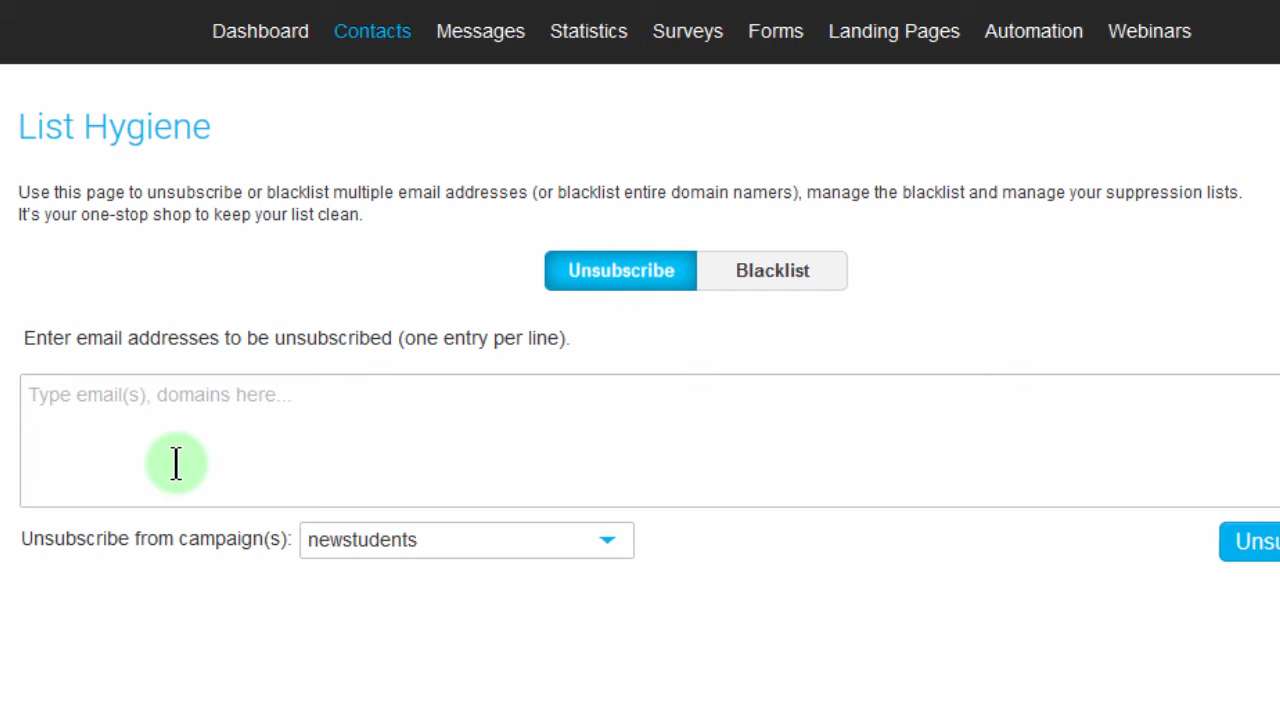 Dashboard Contacts Messages Statistics Surveys Forms Landing Pages Automation Webinars
List Hygiene
Use this page to unsubscribe or blacklist multiple email addresses (or blacklist entire domain namers), manage the blacklist and manage your suppression lists.
It's your one-stop shop to keep your list clean.
Unsubscribe Blacklist
Enter email addresses to be unsubscribed (one entry per line).
Type email(s), domains here...
Unsubscribe from campaign(s): newstudents Unsu